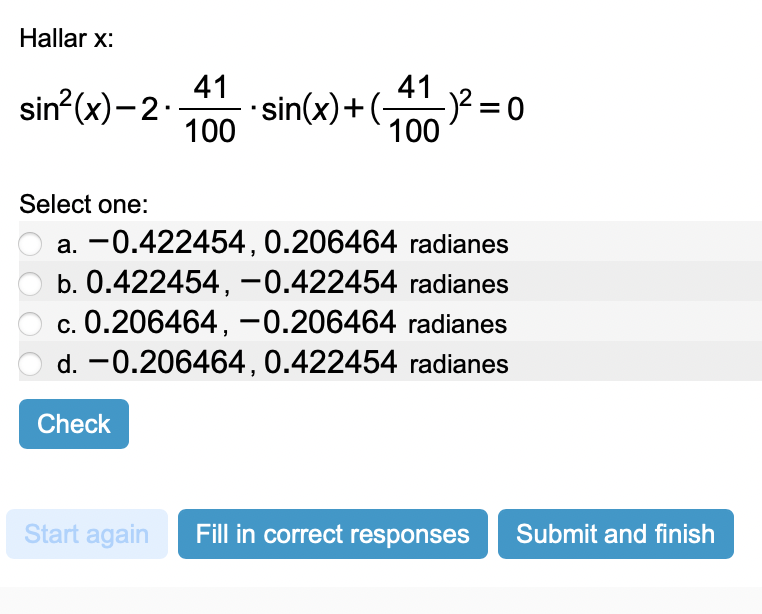 Hallar x:
sin²(x)−2·41/100·sin(x)+(41/100)²=0
Select one:
a. −0.422454, 0.206464 radianes
b. 0.422454, −0.422454 radianes
c. 0.206464, −0.206464 radianes
d. −0.206464, 0.422454 radianes
Check
Start again Fill in correct responses Submit and finish